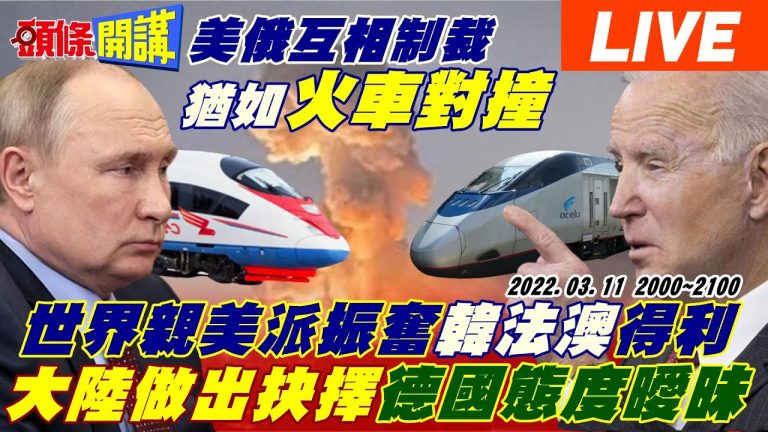 頭條開講 美俄互相制裁 LIVE
猶如火車對撞
acela
2022.03.11 2000~2100
世界親美派振奮韓法澳得利
大陸做出抉擇德國態度曖昧